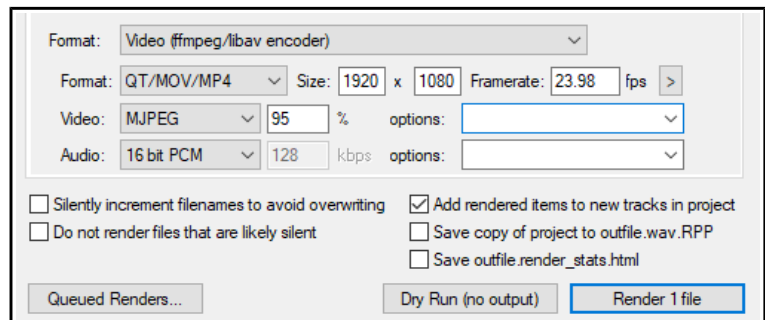 Format: Video (ffmpeg/libav encoder)
Format: QT/MOV/MP4 Size: 1920 x 1080 Framerate: 23.98 fps >
Video: MJPEG 95 % options:
Audio: 16 bit PCM 128 kbps options:
Silently increment filenames to avoid overwriting Add rendered items to new tracks in project
Do not render files that are likely silent Save copy of project to outfile.wav.RPP
Save outfile.render_stats.html
Queued Renders... Dry Run (no output) Render 1 file